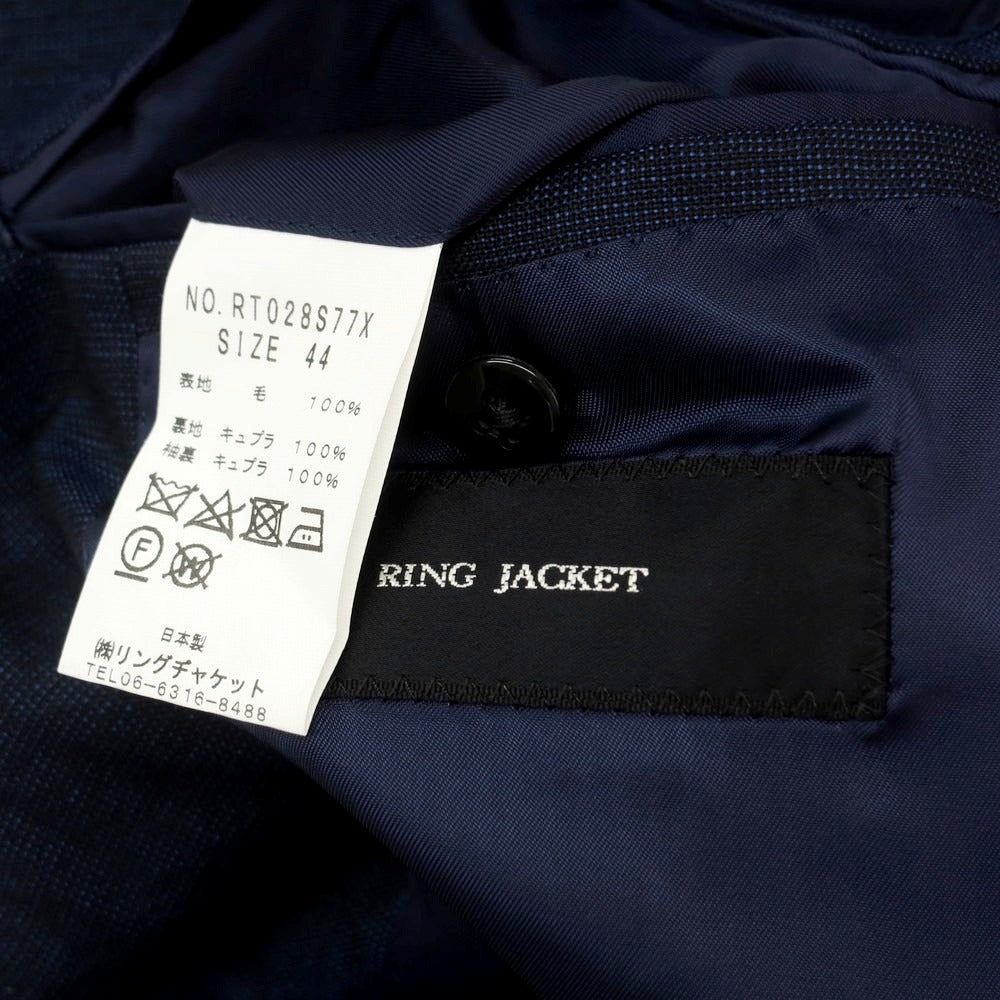 NO.RT028S77X
SIZE 44
表地 毛 100%
裏地 キュプラ 100%
袖裏 キュプラ 100%
F
W
日本製
㈱リングヂャケット
TEL06-6316-8488
RING JACKET